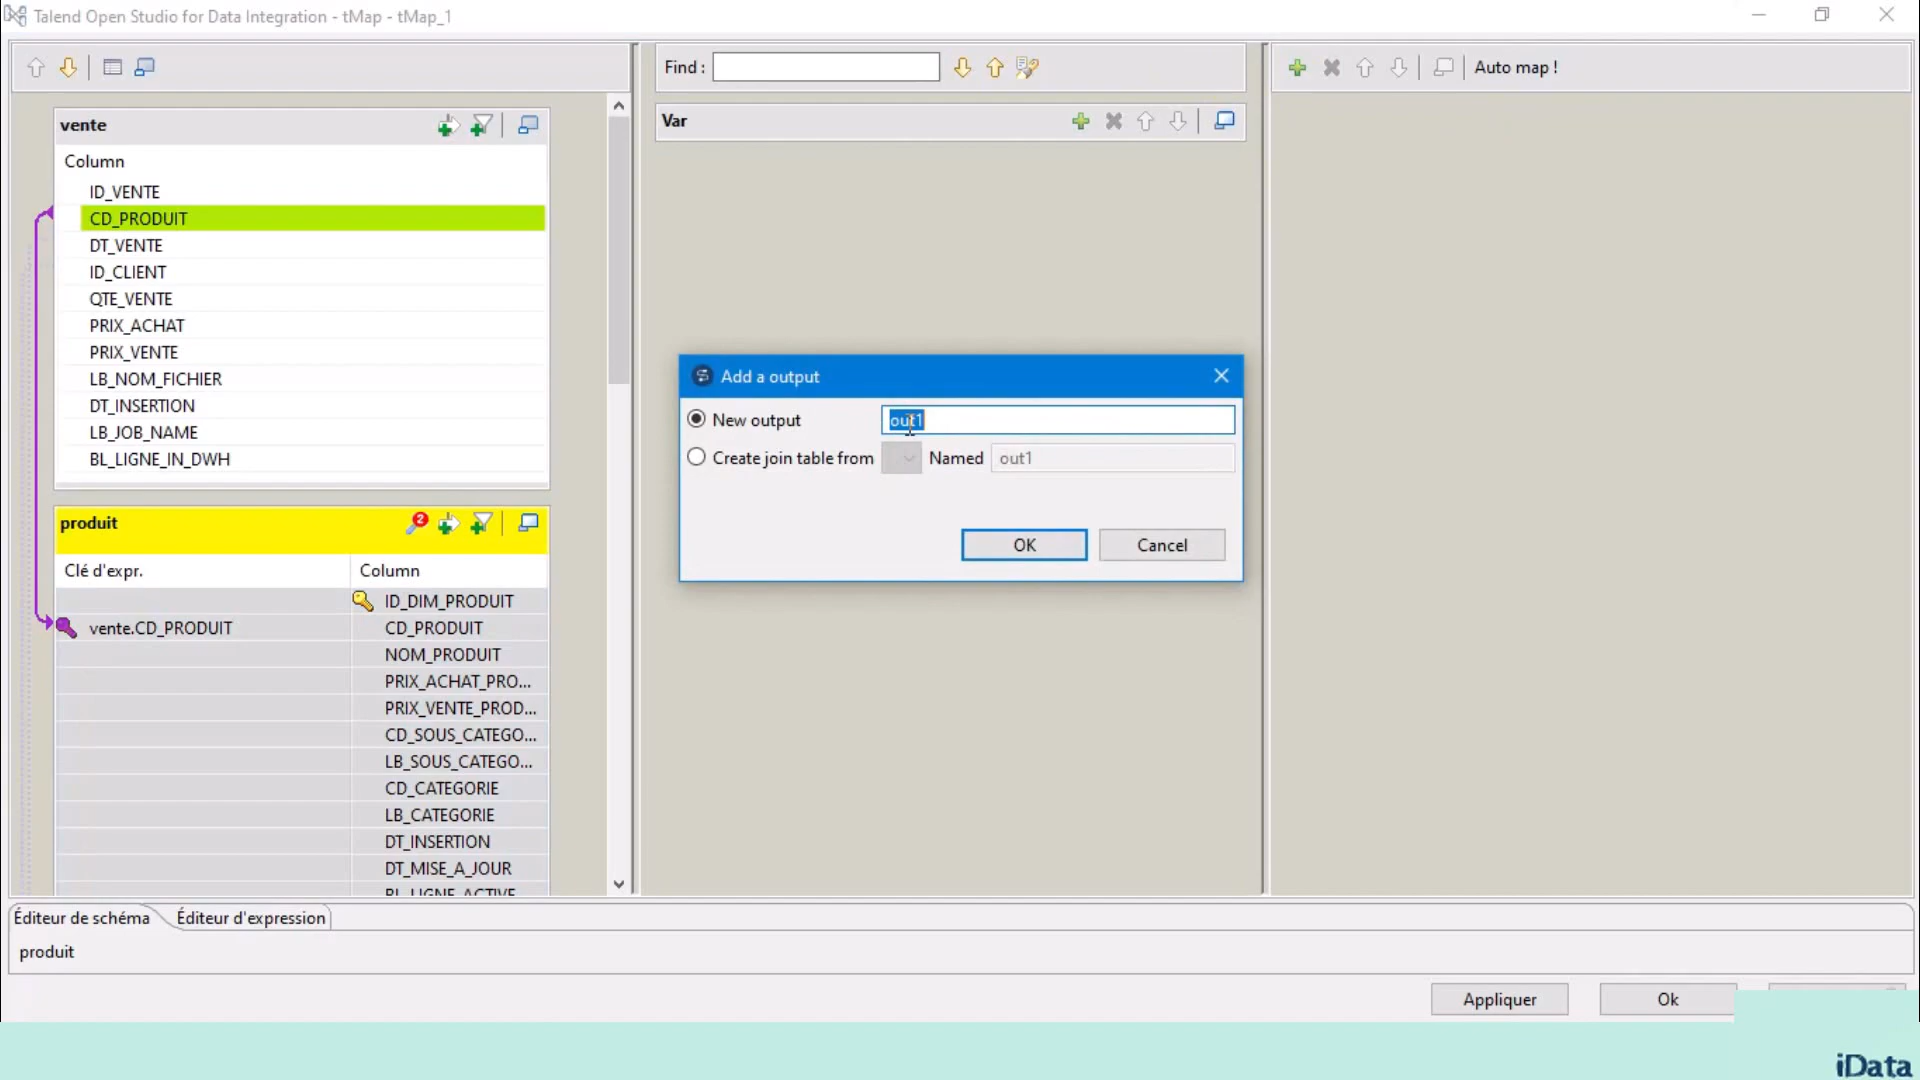 Talend Open Studio for Data Integration - tMap - tMap_1
Find :
Auto map !
vente
Column
ID_VENTE
CD_PRODUIT
DT_VENTE
ID_CLIENT
QTE_VENTE
PRIX_ACHAT
PRIX_VENTE
LB_NOM_FICHIER
DT_INSERTION
LB_JOB_NAME
BL_LIGNE_IN_DWH
produit
2
Clé d'expr. Column
ID_DIM_PRODUIT
vente.CD_PRODUIT CD_PRODUIT
NOM_PRODUIT
PRIX_ACHAT_PRO...
PRIX_VENTE_PROD...
CD_SOUS_CATEGO...
LB_SOUS_CATEGO...
CD_CATEGORIE
LB_CATEGORIE
DT_INSERTION
DT_MISE_A_JOUR
BL_LIGNE_ACTIVE
Var
Add a output
New output out1
Create join table from Named out1
OK Cancel
Éditeur de schéma Éditeur d'expression
produit
Appliquer Ok
iData